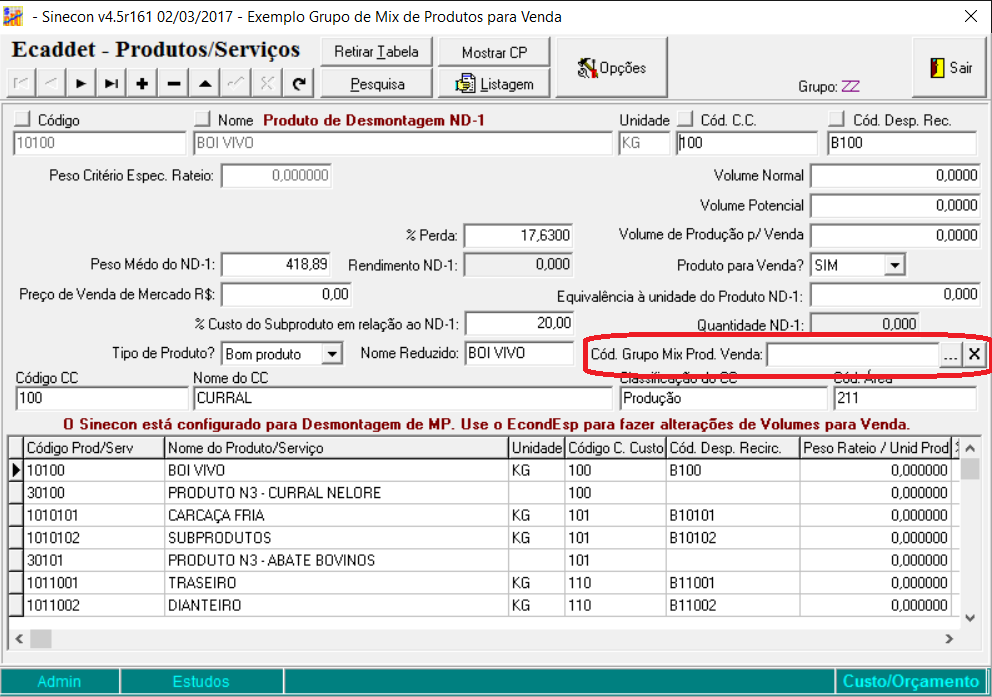 - Sinecon v4.5r161 02/03/2017 - Exemplo Grupo de Mix de Produtos para Venda
Ecaddet - Produtos/Serviços
Retirar Tabela
Mostrar CP
Opções
Sair
Pesquisa
Listagem
Grupo: ZZ
Código
Nome Produto de Desmontagem ND-1
Unidade
Cód. C.C.
Cód. Desp. Rec.
10100
BOI VIVO
KG
100
B100
Peso Critério Espec. Rateio: 0,000000
Volume Normal 0,0000
Volume Potencial 0,0000
% Perda: 17,6300
Volume de Produção p/ Venda 0,0000
Peso Médo do ND-1: 418,89
Rendimento ND-1: 0,000
Produto para Venda? SIM
Preço de Venda de Mercado R$: 0,00
Equivalência à unidade do Produto ND-1: 0,000
% Custo do Subproduto em relação ao ND-1: 20,00
Quantidade ND-1: 0,000
Tipo de Produto? Bom produto
Nome Reduzido: BOI VIVO
Cód. Grupo Mix Prod. Venda: ...
Código CC
Nome do CC
Classificação do CC
Cód. Área
100
CURRAL
Produção
211
O Sinecon está configurado para Desmontagem de MP. Use o EcondEsp para fazer alterações de Volumes para Venda.
Código Prod/Serv Nome do Produto/Serviço Unidade Código C. Custo Cód. Desp. Recirc. Peso Rateio / Unid Prod
10100 BOI VIVO KG 100 B100 0,000000
30100 PRODUTO N3 - CURRAL NELORE 100 0,000000
1010101 CARCAÇA FRIA KG 101 B10101 0,000000
1010102 SUBPRODUTOS KG 101 B10102 0,000000
30101 PRODUTO N3 - ABATE BOVINOS 101 0,000000
1011001 TRASEIRO KG 110 B11001 0,000000
1011002 DIANTEIRO KG 110 B11002 0,000000
Admin
Estudos
Custo/Orçamento